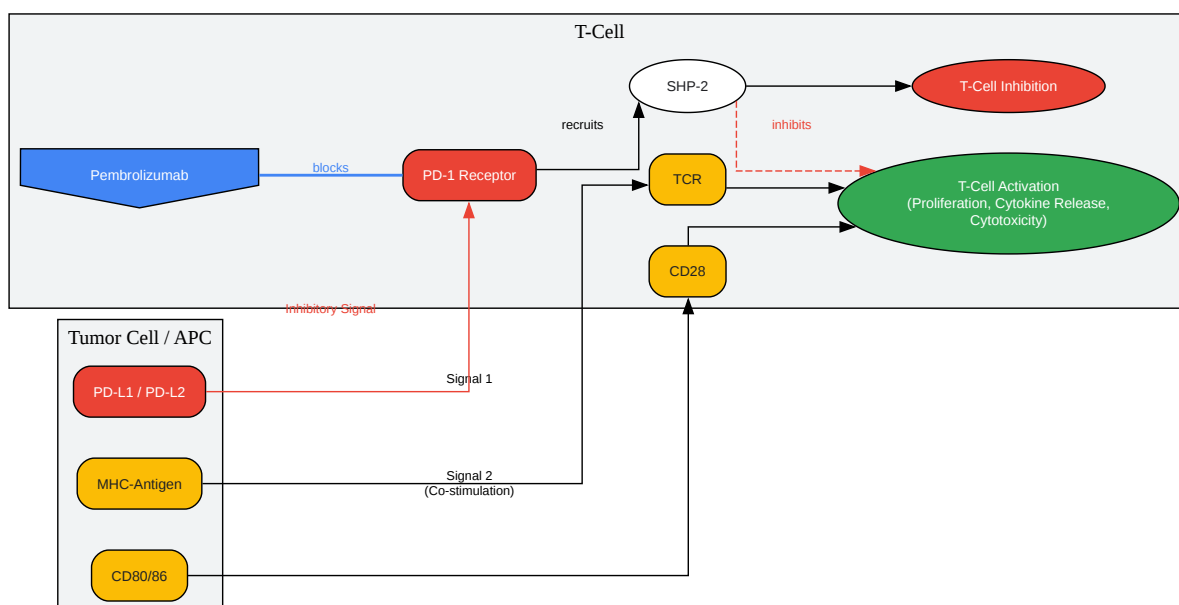 T-Cell
SHP-2
T-Cell Inhibition
recruits
inhibits
Pembrolizumab
blocks
PD-1 Receptor
TCR
T-Cell Activation
(Proliferation, Cytokine Release,
Cytotoxicity)
CD28
Inhibitory Signal
Tumor Cell / APC
PD-L1 / PD-L2
Signal 1
MHC-Antigen
Signal 2
(Co-stimulation)
CD80/86